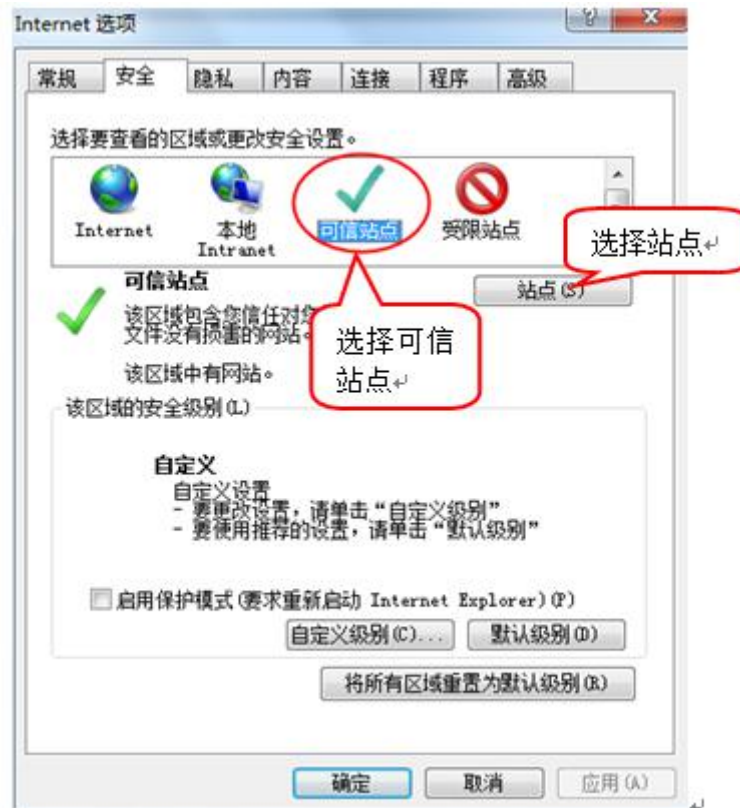 Internet 选项
常规 安全 隐私 内容 连接 程序 高级
选择要查看的区域或更改安全设置。
Internet 本地 Intranet 可信站点 受限站点
选择站点
可信站点
站点(S)
该区域包含您信任对您
文件没有损害的网站。
选择可信
站点
该区域中有网站。
该区域的安全级别(L)
自定义
自定义设置
- 要更改设置，请单击“自定义级别”
- 要使用推荐的设置，请单击“默认级别”
启用保护模式(要求重新启动 Internet Explorer)(P)
自定义级别(C)... 默认级别(D)
将所有区域重置为默认级别(R)
确定 取消 应用(A)